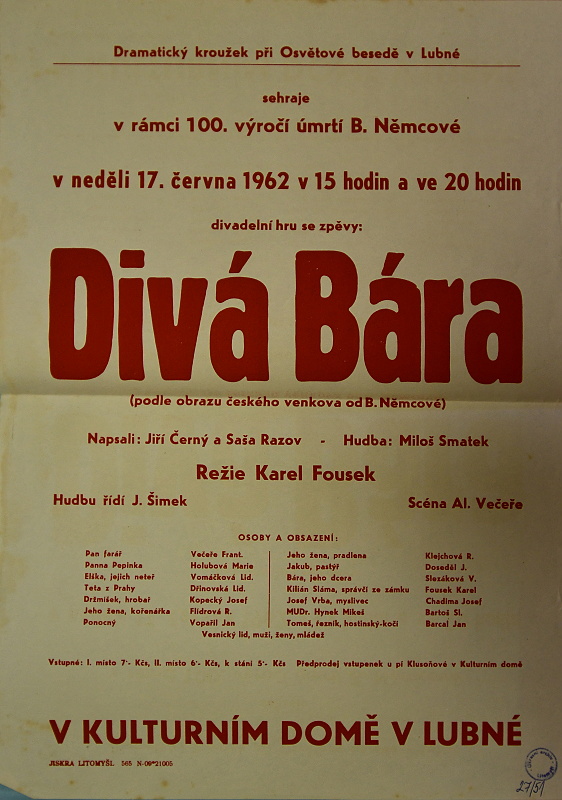 Dramatický kroužek při Osvětové besedě v Lubné
sehraje
v rámci 100. výročí úmrtí B. Němcové
v neděli 17. června 1962 v 15 hodin a ve 20 hodin
divadelní hru se zpěvy:
Divá Bára
(podle obrazu českého venkova od B. Němcové)
Napsali: Jiří Černý a Saša Razov - Hudba: Miloš Smatek
Režie Karel Fousek
Hudbu řídí J. Šimek Scéna Al. Večeře
OSOBY A OBSAZENÍ:
Pan farář Večeře Frant.
Panna Pepinka Holubová Marie
Eliška, jejich neteř Vomáčková Lid.
Teta z Prahy Dřínovská Lid.
Držmíšek, hrobař Kopecký Josef
Jeho žena, kořenářka Flídrová R.
Ponocný Vopařil Jan
Jeho žena, pradlena Klejchová R.
Jakub, pastýř Doseděl J.
Bára, jeho dcera Slezáková V.
Kilián Sláma, správčí ze zámku Fousek Karel
Josef Vrba, myslivec Chadima Josef
MUDr. Hynek Mikeš Bartoš Sl.
Tomeš, řezník, hostinský-kočí Barcal Jan
Vesnický lid, muži, ženy, mládež
Vstupné: I. místo 7·- Kčs, II. místo 6·- Kčs, k stání 5·- Kčs Předprodej vstupenek u pí Klusoňové v Kulturním domě
V KULTURNÍM DOMĚ V LUBNÉ
JISKRA LITOMYŠL 565 N-09*21005
27/51